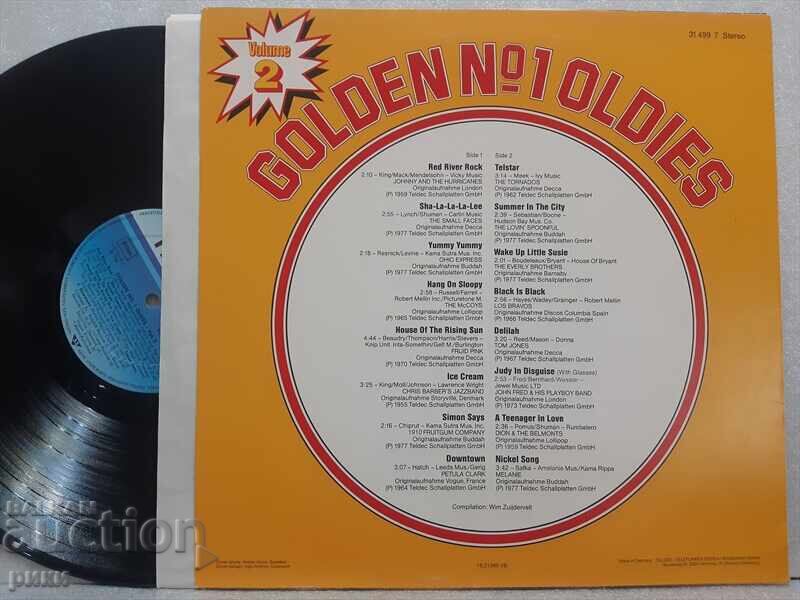 Volume
2
31.499 7 Stereo
GOLDEN No1 OLDIES
Side 1
Red River Rock
2:10 – King/Mack/Mendelsohn – Vicky Music
JOHNNY AND THE HURRICANES
Originalaufnahme London
(P) 1959 Teldec Schallplatten GmbH
Sha-La-La-La-Lee
2:55 – Lynch/Shuman – Carlin Music
THE SMALL FACES
Originalaufnahme Decca
(P) 1977 Teldec Schallplatten GmbH
Yummy Yummy
2:18 – Resnick/Levine – Kama Sutra Mus. Inc.
OHIO EXPRESS
Originalaufnahme Buddah
(P) 1977 Teldec Schallplatten GmbH
Hang On Sloopy
2:58 – Russell/Farrell –
Robert Mellin Inc./Picturetone M.
THE McCOYS
Originalaufnahme Lollipop
(P) 1965 Teldec Schallplatten GmbH
House Of The Rising Sun
4:44 – Beaudry/Thompson/Harris/Stevers –
Knip Unit. Inta-Somethin/Gell M./Burlington
FRIJID PINK
Originalaufnahme Decca
(P) 1970 Teldec Schallplatten GmbH
Ice Cream
3:25 – King/Moll/Johnson – Lawrence Wright
CHRIS BARBER'S JAZZBAND
Originalaufnahme Storyville, Denmark
(P) 1955 Teldec Schallplatten GmbH
Simon Says
2:16 – Chiprut – Kama Sutra Mus. Inc.
1910 FRUITGUM COMPANY
Originalaufnahme Buddah
(P) 1977 Teldec Schallplatten GmbH
Downtown
3:07 – Hatch – Leeds Mus./Gerig
PETULA CLARK
Originalaufnahme Vogue, France
(P) 1964 Teldec Schallplatten GmbH
Side 2
Telstar
3:14 – Meek – Ivy Music
THE TORNADOS
Originalaufnahme Decca
(P) 1962 Teldec Schallplatten GmbH
Summer In The City
2:39 – Sebastian/Boone –
Hudson Bay Mus. Co.
THE LOVIN' SPOONFUL
Originalaufnahme Buddah
(P) 1977 Teldec Schallplatten GmbH
Wake Up Little Susie
2:01 – Boudeleaux/Bryant – House Of Bryant
THE EVERLY BROTHERS
Originalaufnahme Barnaby
(P) 1977 Teldec Schallplatten GmbH
Black Is Black
2:56 – Hayes/Wadey/Grainger – Robert Mellin
LOS BRAVOS
Originalaufnahme Discos Columbia Spain
(P) 1966 Teldec Schallplatten GmbH
Delilah
3:20 – Reed/Mason – Donna
TOM JONES
Originalaufnahme Decca
(P) 1967 Teldec Schallplatten GmbH
Judy In Disguise (With Glasses)
2:53 – Fred/Bernhard/Wessler –
Jewel Music LTD
JOHN FRED & HIS PLAYBOY BAND
Originalaufnahme London
(P) 1973 Teldec Schallplatten GmbH
A Teenager In Love
2:36 – Pomus/Shuman – Rumbalero
DION & THE BELMONTS
Originalaufnahme Lollipop
(P) 1959 Teldec Schallplatten GmbH
Nickel Song
3:42 – Safka – Amelanie Mus./Kama Rippa
MELANIE
Originalaufnahme Buddah
(P) 1977 Teldec Schallplatten GmbH
Compilation: Wim Zuijdervelt
БАЛКАН
auction
рики